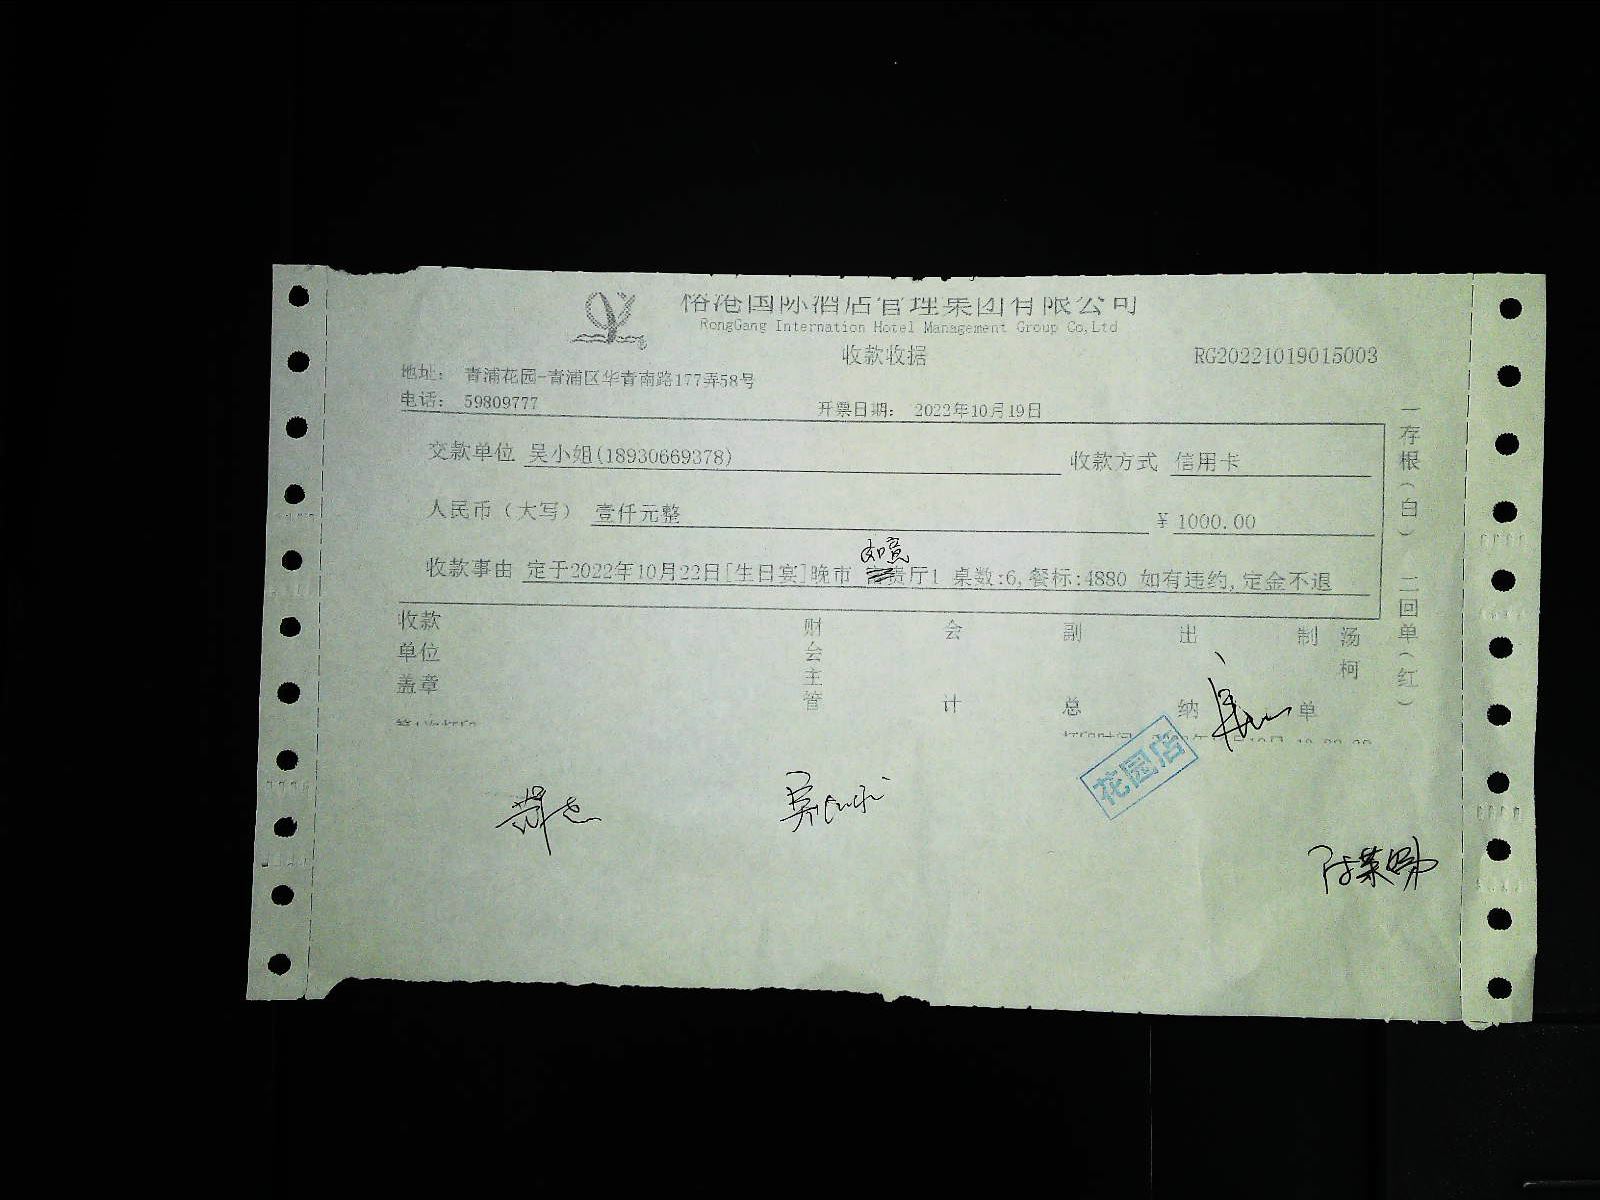 港国际酒店管理集团有限公司
RongGang Internation Hotel Management Group Co,Ltd
收款收据
RG20221019015003
地址： 青浦花园-青浦区华青南路177弄58号
电话： 59809777
开票日期： 2022年10月19日
交款单位 吴小姐(18930669378)
收款方式 信用卡
人民币（大写） 壹仟元整
¥ 1000.00
如意
收款事由 定于2022年10月22日[生日宴]晚市 贵厅1 桌数:6,餐标:4880 如有违约,定金不退
收款单位盖章
财会主管
会计
副总
出纳
制单
汤柯
一存根（白） 二回单（红）
花园店